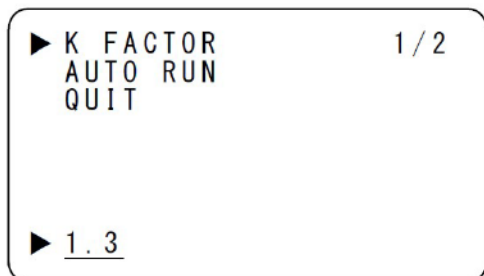 ▶ K FACTOR 1/2
AUTO RUN
QUIT
▶ 1.3